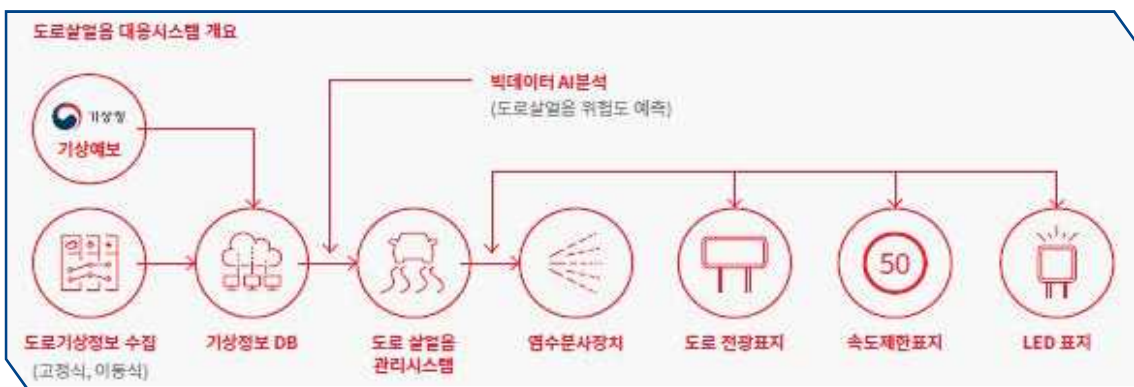 도로살얼음 대응시스템 개요
빅데이터 AI분석
(도로살얼음 위험도 예측)
기상청
기상예보
50
도로기상정보 수집
(고정식, 이동식)
기상정보 DB
도로 살얼음
관리시스템
염수분사장치
도로 전광표지
속도제한표지
LED 표지